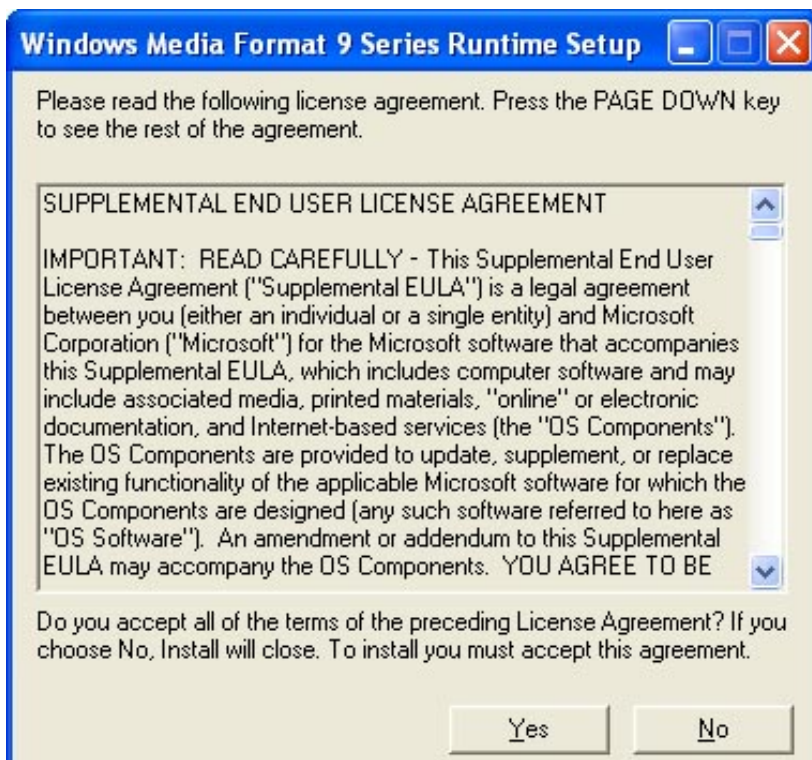 Windows Media Format 9 Series Runtime Setup
Please read the following license agreement. Press the PAGE DOWN key
to see the rest of the agreement.
SUPPLEMENTAL END USER LICENSE AGREEMENT
IMPORTANT:  READ CAREFULLY - This Supplemental End User
License Agreement ("Supplemental EULA") is a legal agreement
between you (either an individual or a single entity) and Microsoft
Corporation ("Microsoft") for the Microsoft software that accompanies
this Supplemental EULA, which includes computer software and may
include associated media, printed materials, "online" or electronic
documentation, and Internet-based services (the "OS Components").
The OS Components are provided to update, supplement, or replace
existing functionality of the applicable Microsoft software for which the
OS Components are designed (any such software referred to here as
"OS Software").  An amendment or addendum to this Supplemental
EULA may accompany the OS Components.  YOU AGREE TO BE
Do you accept all of the terms of the preceding License Agreement? If you
choose No, Install will close. To install you must accept this agreement.
Yes
No